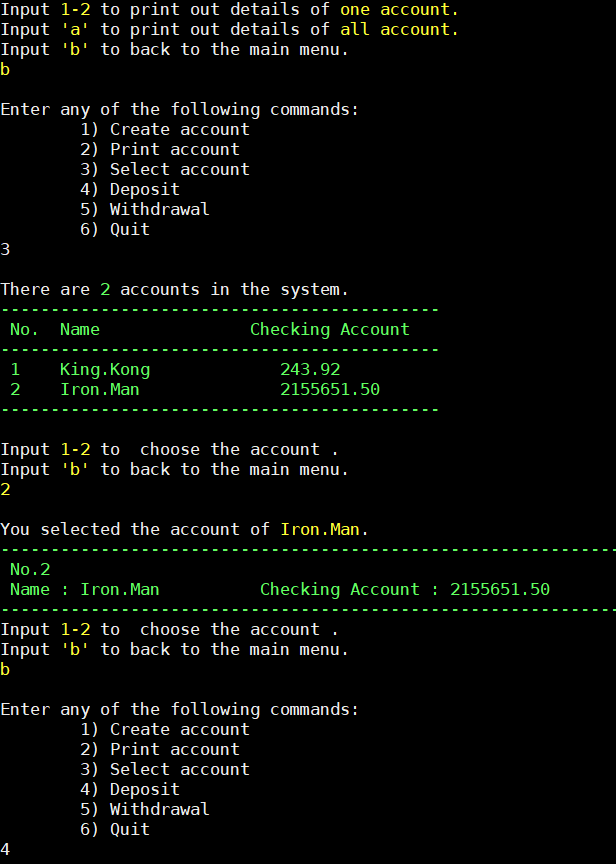 Input 1-2 to print out details of one account.
Input 'a' to print out details of all account.
Input 'b' to back to the main menu.
b
Enter any of the following commands:
1) Create account
2) Print account
3) Select account
4) Deposit
5) Withdrawal
6) Quit
3
There are 2 accounts in the system.
--------------------------------------------
No.  Name               Checking Account
--------------------------------------------
1    King.Kong             243.92
2    Iron.Man              2155651.50
--------------------------------------------
Input 1-2 to  choose the account .
Input 'b' to back to the main menu.
2
You selected the account of Iron.Man.
--------------------------------------------------------------
No.2
Name : Iron.Man          Checking Account : 2155651.50
--------------------------------------------------------------
Input 1-2 to  choose the account .
Input 'b' to back to the main menu.
b
Enter any of the following commands:
1) Create account
2) Print account
3) Select account
4) Deposit
5) Withdrawal
6) Quit
4